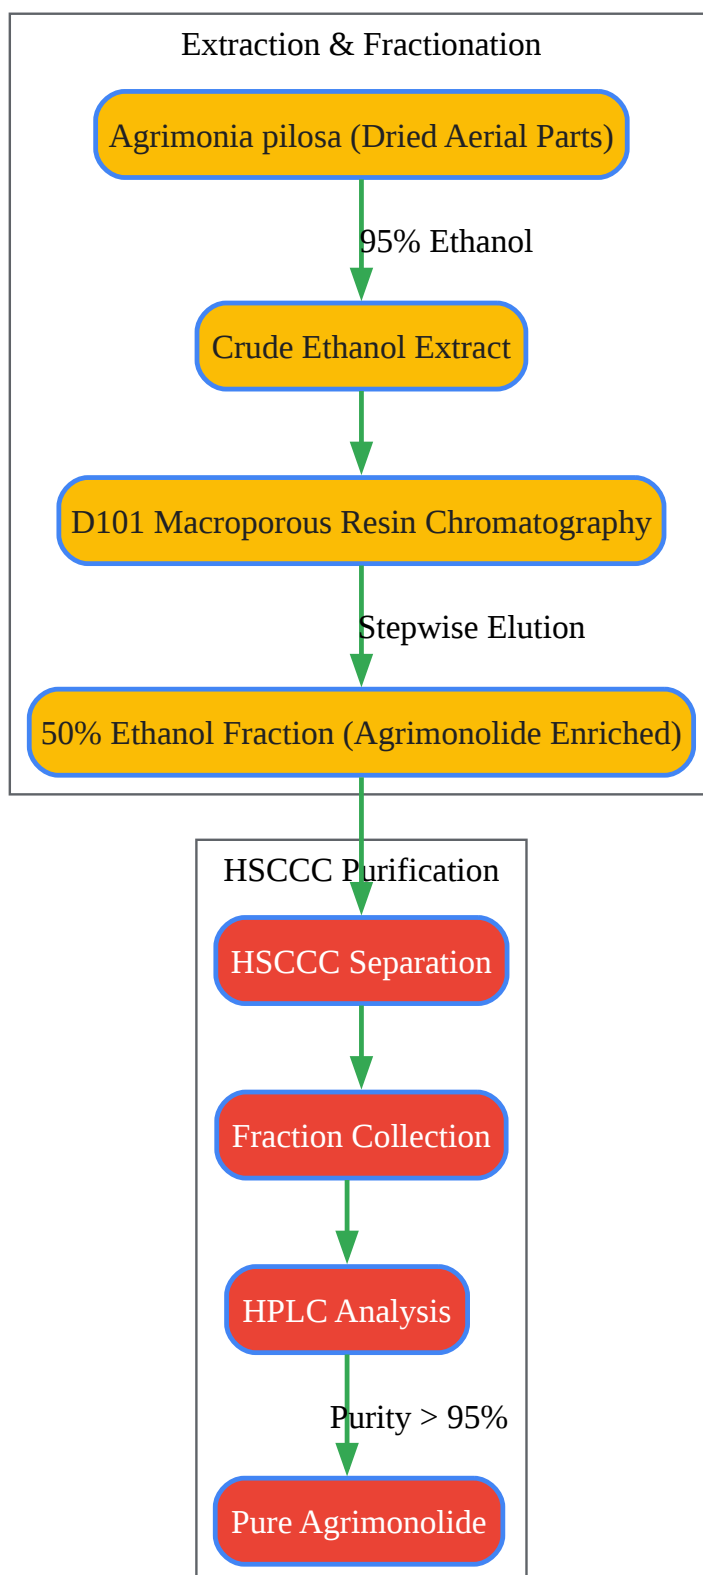 Extraction & Fractionation
Agrimonia pilosa (Dried Aerial Parts)
95% Ethanol
Crude Ethanol Extract
D101 Macroporous Resin Chromatography
Stepwise Elution
50% Ethanol Fraction (Agrimonolide Enriched)
HSCCC Purification
HSCCC Separation
Fraction Collection
HPLC Analysis
Purity > 95%
Pure Agrimonolide